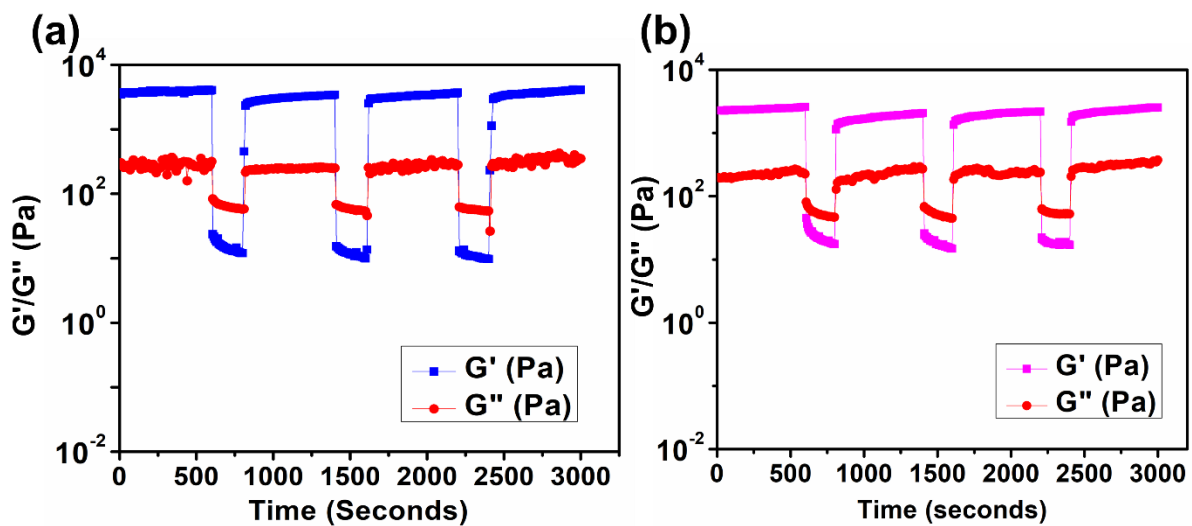 (a)
G'/G'' (Pa)
10^4
10^2
10^0
10^-2
G' (Pa)
G'' (Pa)
0 500 1000 1500 2000 2500 3000
Time (Seconds)
(b)
G'/G'' (Pa)
10^4
10^2
10^0
10^-2
G' (Pa)
G'' (Pa)
0 500 1000 1500 2000 2500 3000
Time (seconds)